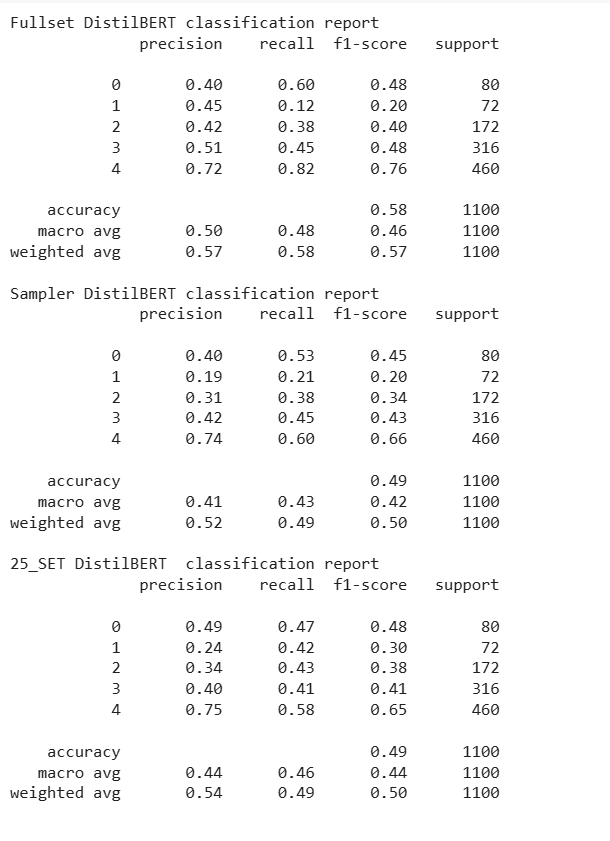 Fullset DistilBERT classification report
precision recall f1-score support
0 0.40 0.60 0.48 80
1 0.45 0.12 0.20 72
2 0.42 0.38 0.40 172
3 0.51 0.45 0.48 316
4 0.72 0.82 0.76 460
accuracy 0.58 1100
macro avg 0.50 0.48 0.46 1100
weighted avg 0.57 0.58 0.57 1100
Sampler DistilBERT classification report
precision recall f1-score support
0 0.40 0.53 0.45 80
1 0.19 0.21 0.20 72
2 0.31 0.38 0.34 172
3 0.42 0.45 0.43 316
4 0.74 0.60 0.66 460
accuracy 0.49 1100
macro avg 0.41 0.43 0.42 1100
weighted avg 0.52 0.49 0.50 1100
25_SET DistilBERT  classification report
precision recall f1-score support
0 0.49 0.47 0.48 80
1 0.24 0.42 0.30 72
2 0.34 0.43 0.38 172
3 0.40 0.41 0.41 316
4 0.75 0.58 0.65 460
accuracy 0.49 1100
macro avg 0.44 0.46 0.44 1100
weighted avg 0.54 0.49 0.50 1100